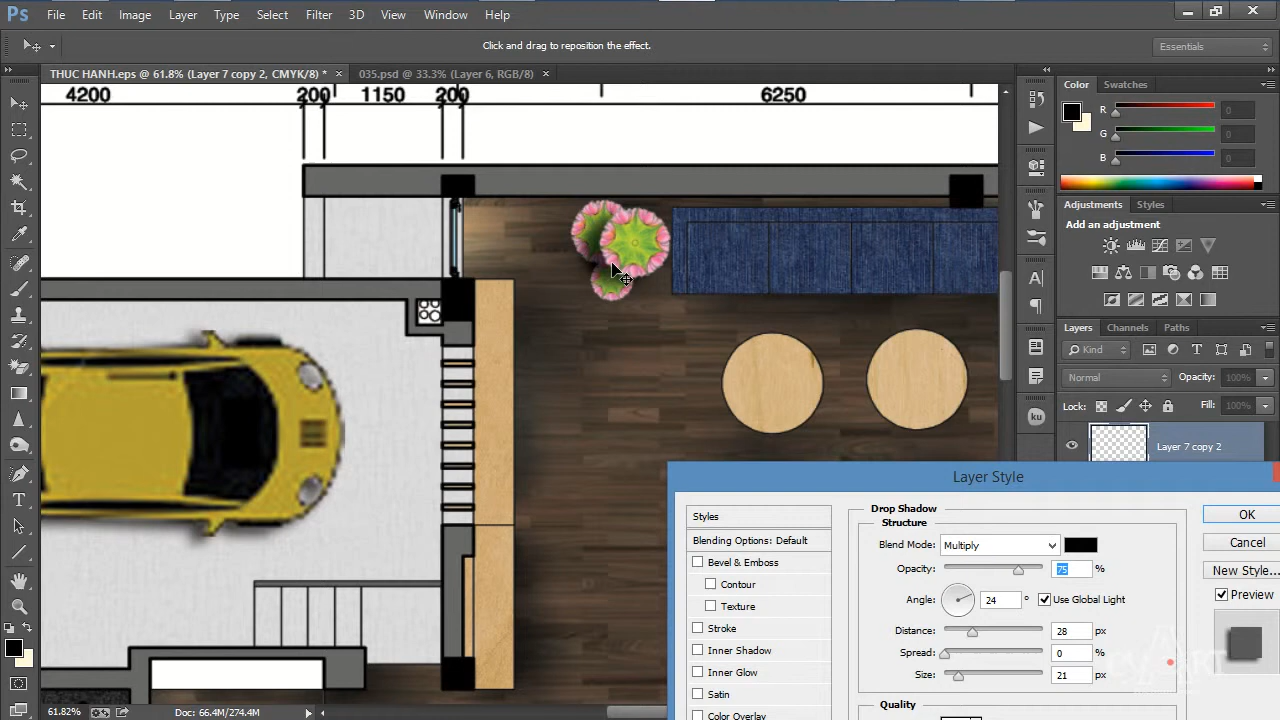 Ps File Edit Image Layer Type Select Filter 3D View Window Help
Click and drag to reposition the effect.
Essentials
THUC HANH.eps @ 61.8% (Layer 7 copy 2, CMYK/8) * ×
035.psd @ 33.3% (Layer 6, RGB/8) ×
4200 200 1150 200 6250
Color Swatches
R 0
G 0
B 0
Adjustments Styles
Add an adjustment
Layers Channels Paths
Kind
Normal Opacity: 100%
Lock: Fill: 100%
Layer 7 copy 2
ku
Layer Style
Styles
Blending Options: Default
Bevel & Emboss
Contour
Texture
Stroke
Inner Shadow
Inner Glow
Satin
Color Overlay
Drop Shadow
Structure
Blend Mode: Multiply
Opacity: 75 %
Angle: 24 ° Use Global Light
Distance: 28 px
Spread: 0 %
Size: 21 px
Quality
OK
Cancel
New Style...
Preview
61.82% Doc: 66.4M/274.4M